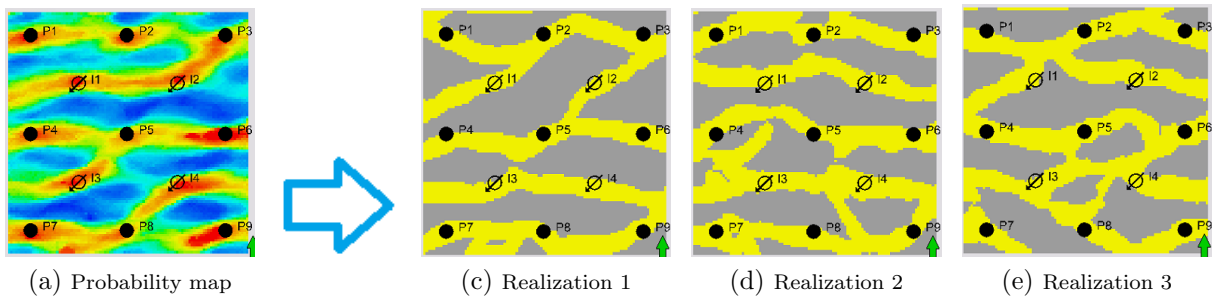 P1 P2 P3
I1 I2
P4 P5 P6
I3 I4
P7 P8 P9
P1 P2 P3
I1 I2
P4 P5 P6
I3 I4
P7 P8 P9
P1 P2 P3
I1 I2
P4 P5 P6
I3 I4
P7 P8 P9
P1 P2 P3
I1 I2
P4 P5 P6
I3 I4
P7 P8 P9
(a) Probability map
(c) Realization 1
(d) Realization 2
(e) Realization 3